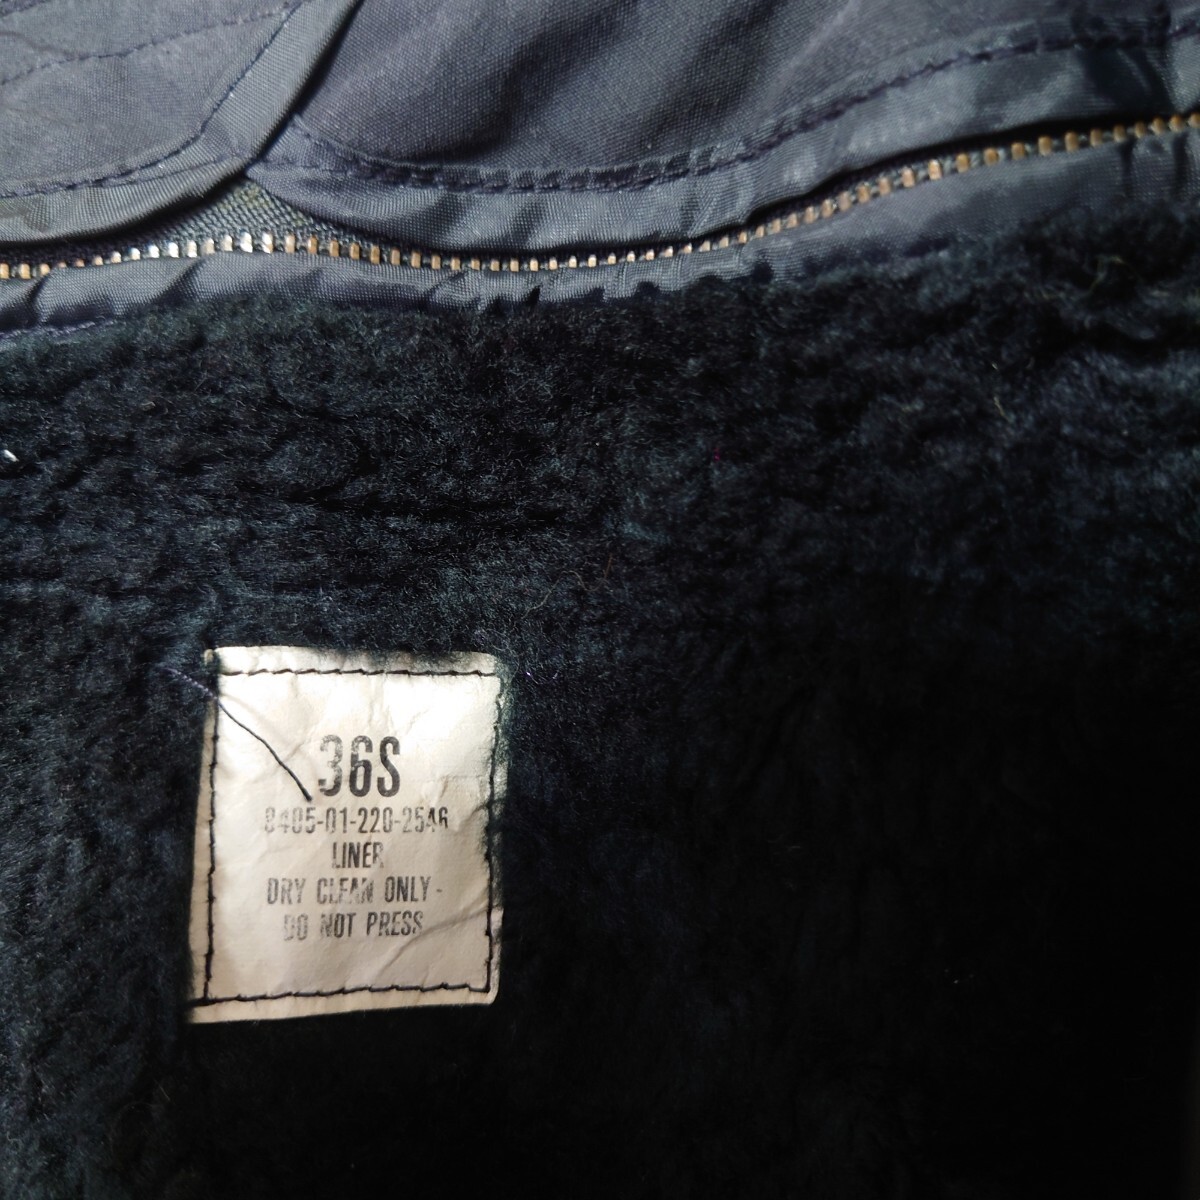 36S
8405-01-220-2546
LINER
DRY CLEAN ONLY-
DO NOT PRESS